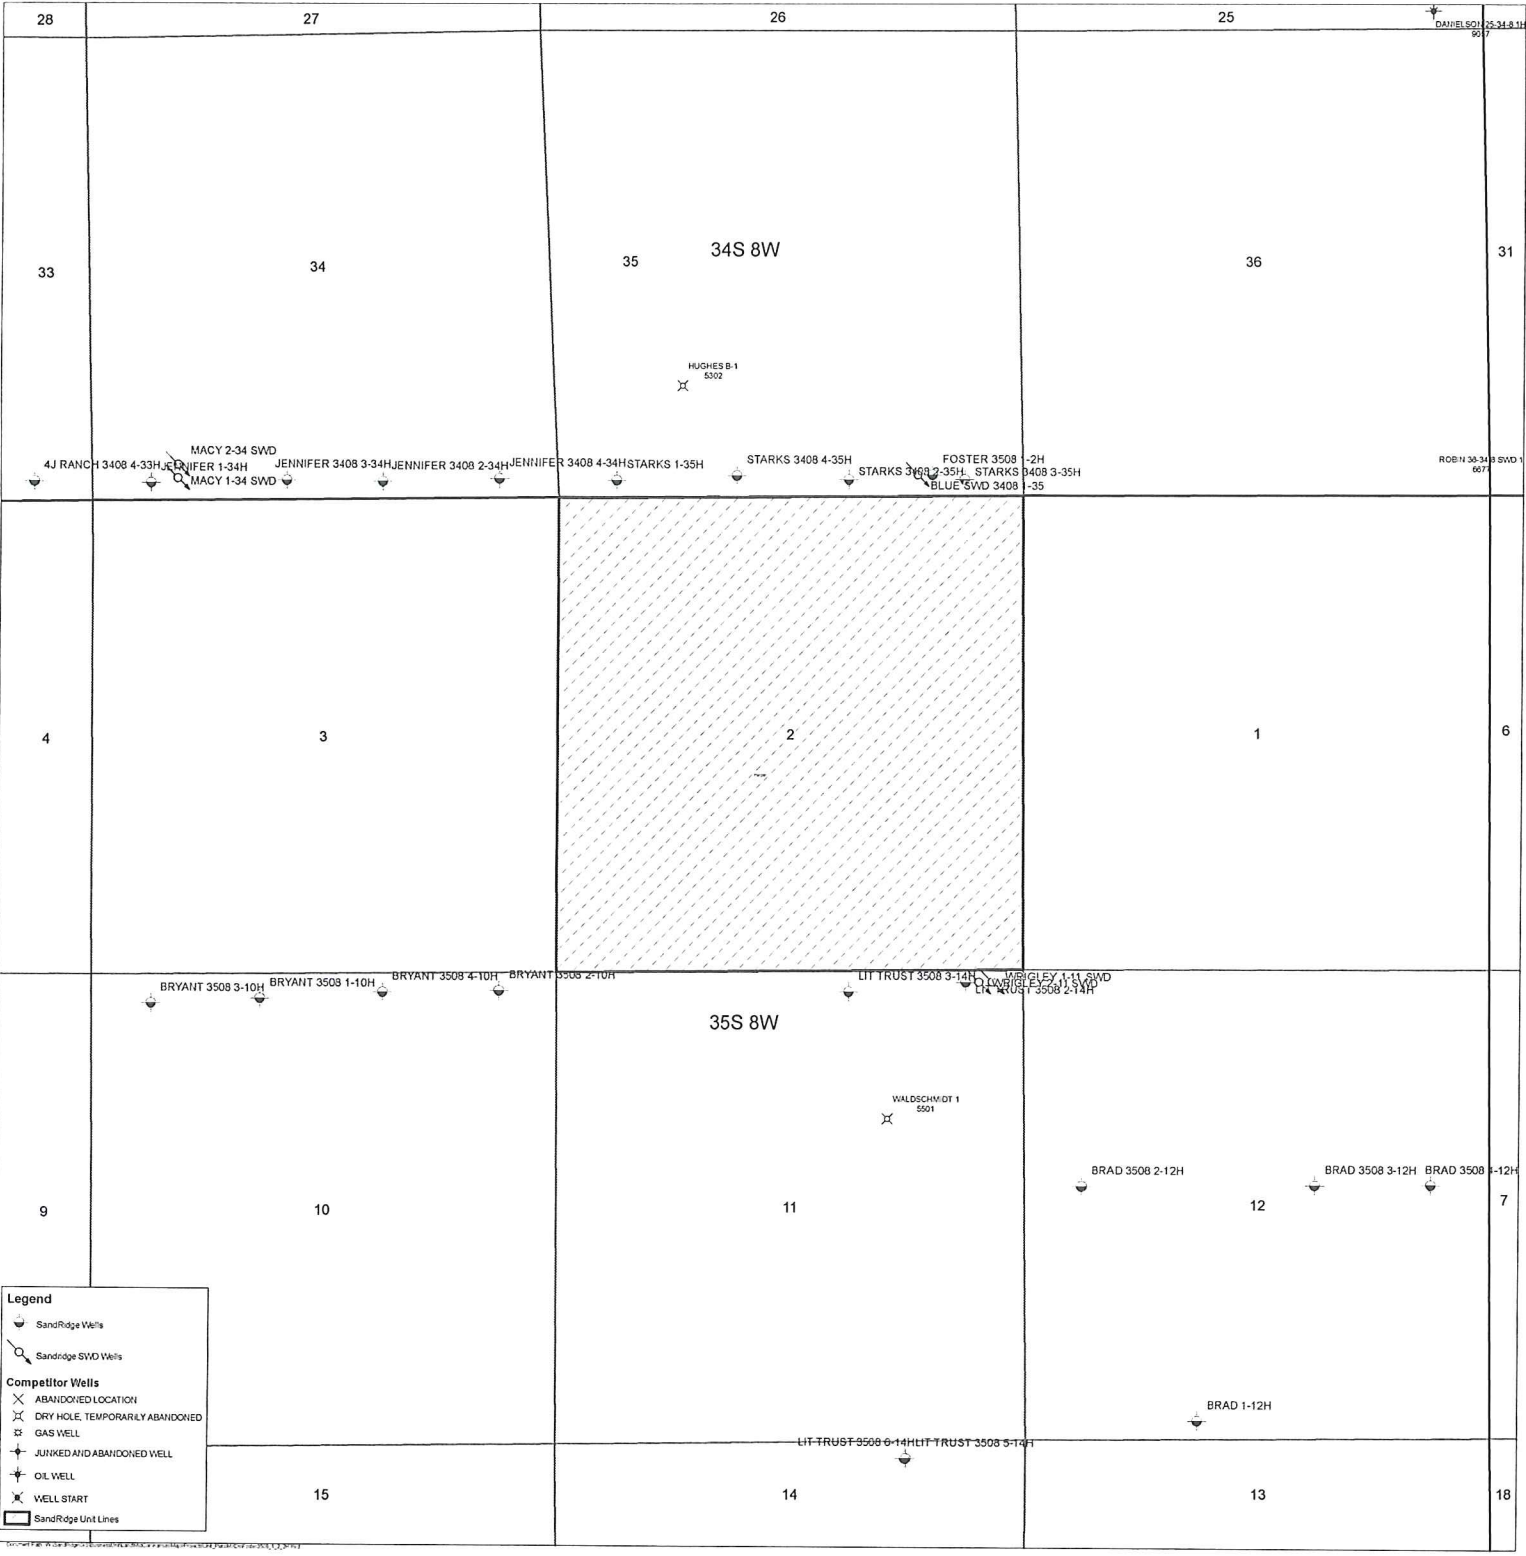 28
27
26
25
DANIELSON 25-34-8 1H
34S 8W
33
34
35
36
31
HUGHES B-1
5302
MACY 2-34 SWD
4J RANCH 3408 4-33H
JENNIFER 1-34H
JENNIFER 3408 3-34H
JENNIFER 3408 2-34H
JENNIFER 3408 4-34H
STARKS 1-35H
STARKS 3408 4-35H
FOSTER 3508 1-2H
MACY 1-34 SWD
STARKS 3408 2-35H
STARKS 3408 3-35H
BLUE SWD 3408 1-35
SWD 1
6677
4
3
2
1
6
BRYANT 3508 3-10H
BRYANT 3508 1-10H
BRYANT 3508 4-10H
BRYANT 3508 2-10H
LIT TRUST 3508 3-14H
WRIGLEY 1-11 SWD
WRIGLEY 2-11 SWD
LIT TRUST 3508 2-14H
35S 8W
WALDSCHMIDT 1
5501
BRAD 3508 2-12H
BRAD 3508 3-12H
BRAD 3508 4-12H
9
10
11
12
7
BRAD 1-12H
LIT TRUST 3508 6-14H
LIT TRUST 3508 5-14H
15
14
13
18
Legend
SandRidge Wells
Sandridge SWD Wells
Competitor Wells
ABANDONED LOCATION
DRY HOLE, TEMPORARILY ABANDONED
GAS WELL
JUNKED AND ABANDONED WELL
OIL WELL
WELL START
SandRidge Unit Lines